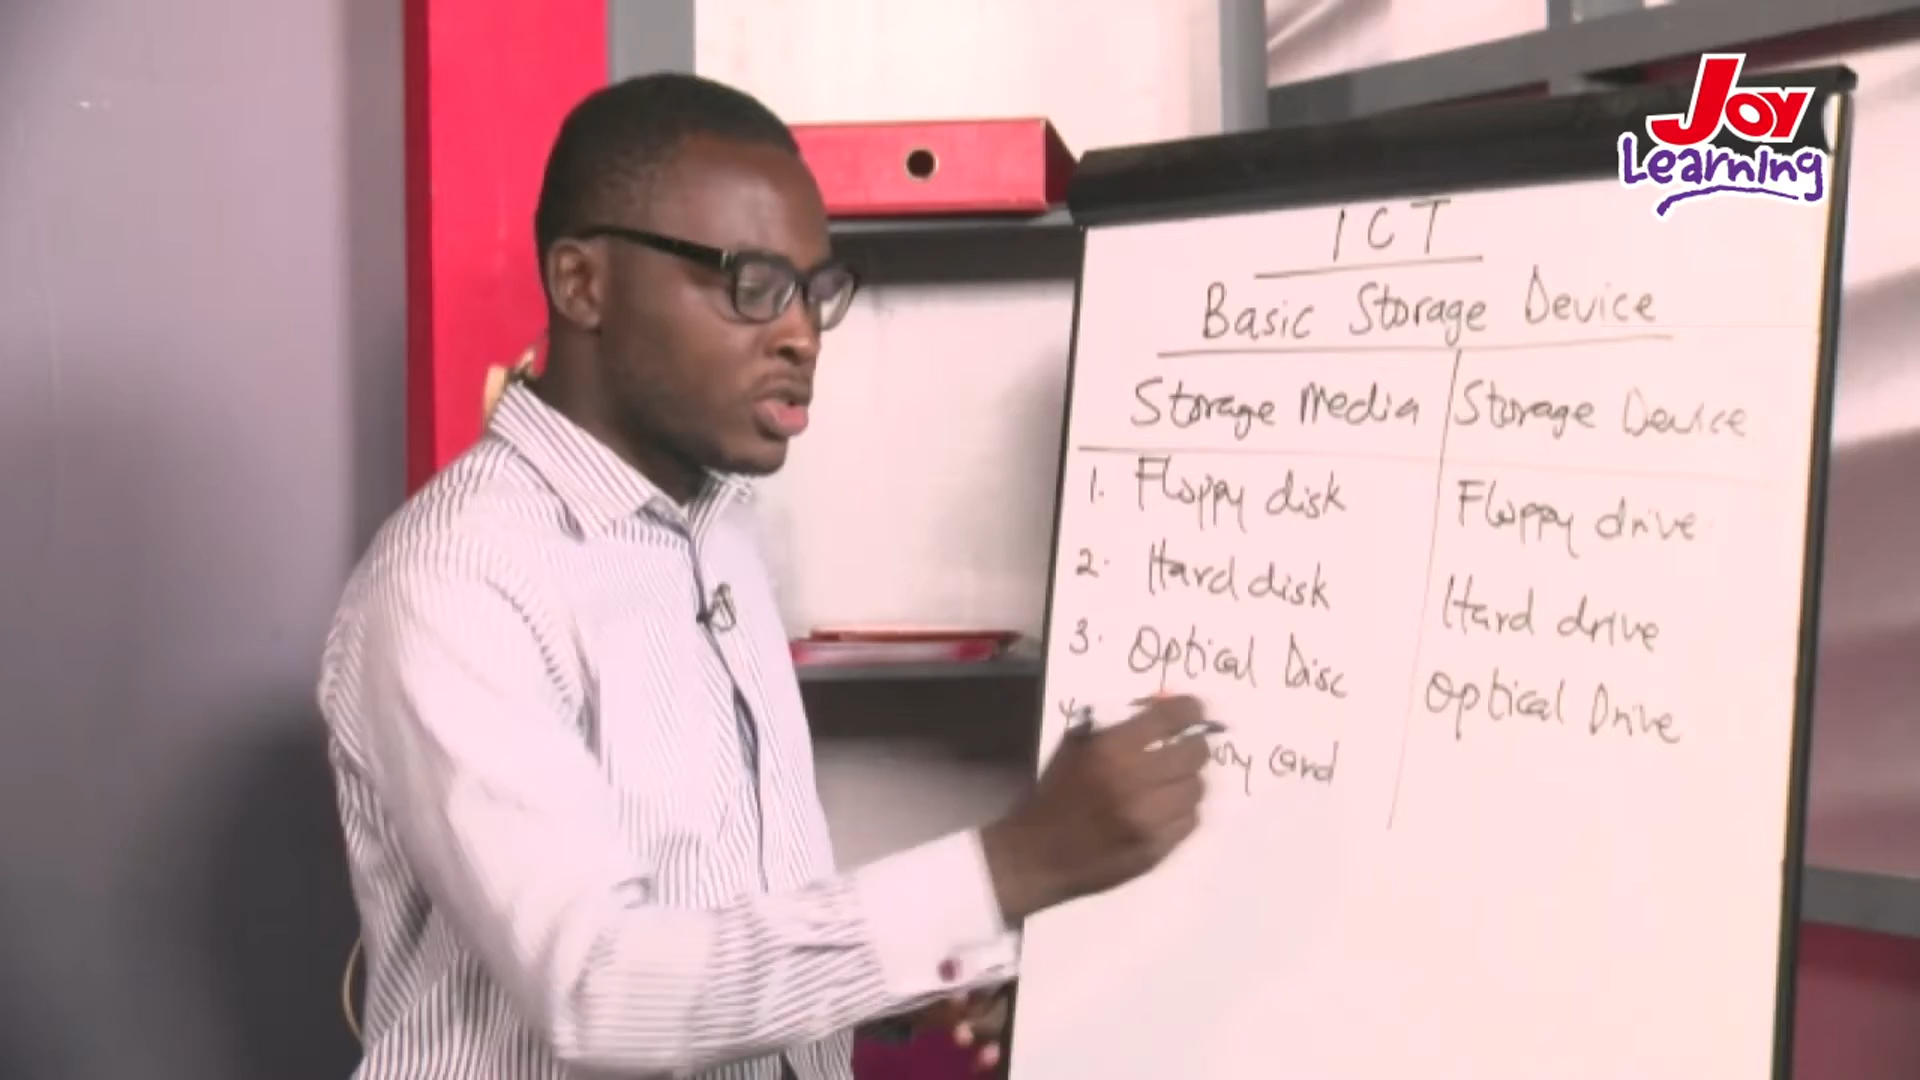 Joy
Learning
ICT
Basic Storage Device
Storage Media Storage Device
1. Floppy disk Floppy drive
2. Hard disk Hard drive
3. Optical Disc Optical Drive
4. card